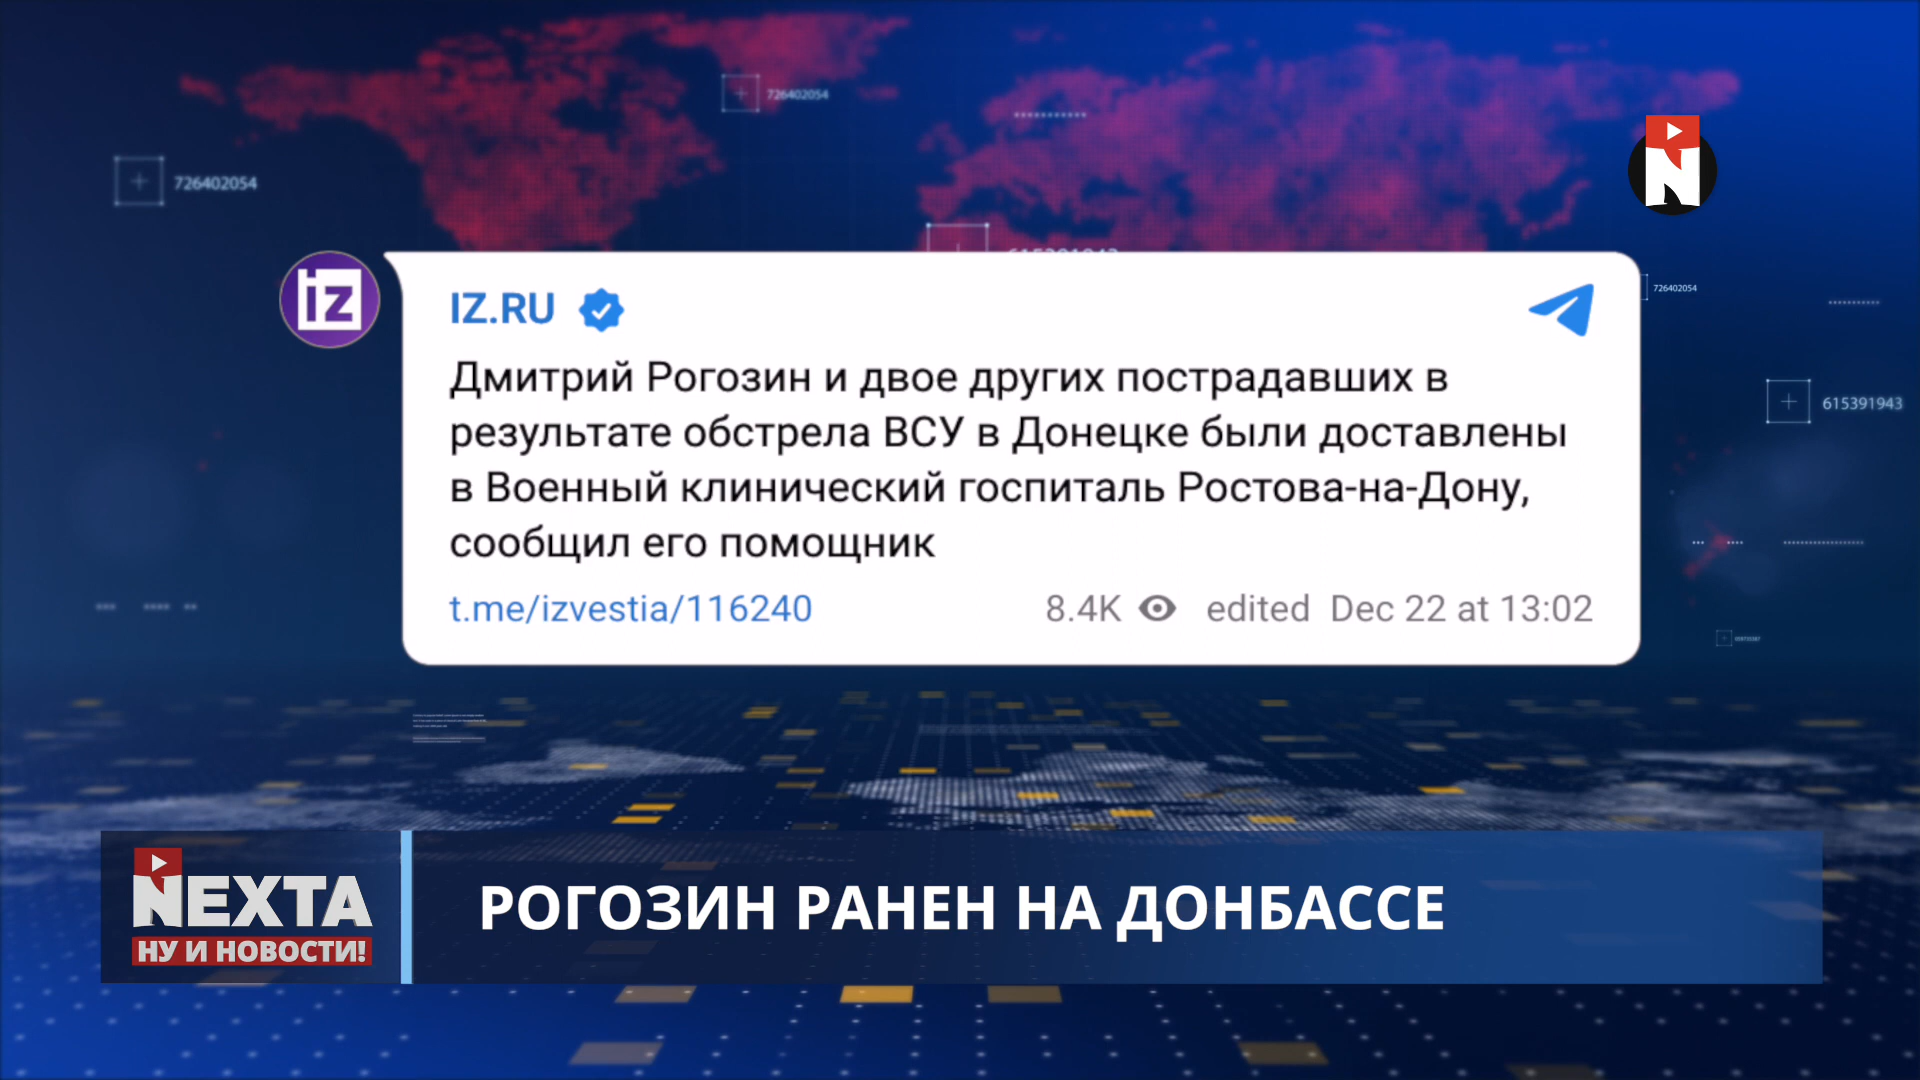 726402054
726402054
N
iz
IZ.RU
726402054
Дмитрий Рогозин и двое других пострадавших в
результате обстрела ВСУ в Донецке были доставлены
в Военный клинический госпиталь Ростова-на-Дону,
сообщил его помощник
615391943
t.me/izvestia/116240 8.4K edited Dec 22 at 13:02
NEXTA
НУ И НОВОСТИ!
РОГОЗИН РАНЕН НА ДОНБАССЕ